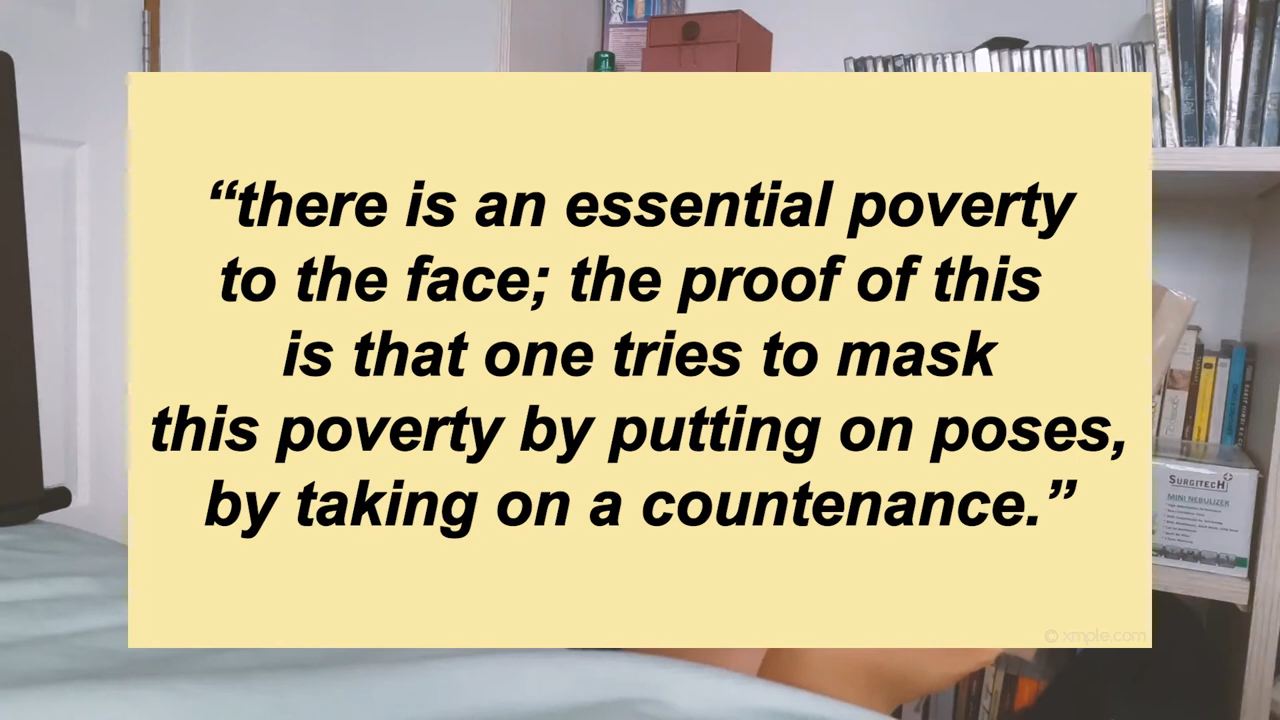 “there is an essential poverty
to the face; the proof of this
is that one tries to mask
this poverty by putting on poses,
by taking on a countenance.”
© xmple.com
SURGITECH
MINI NEBULIZER